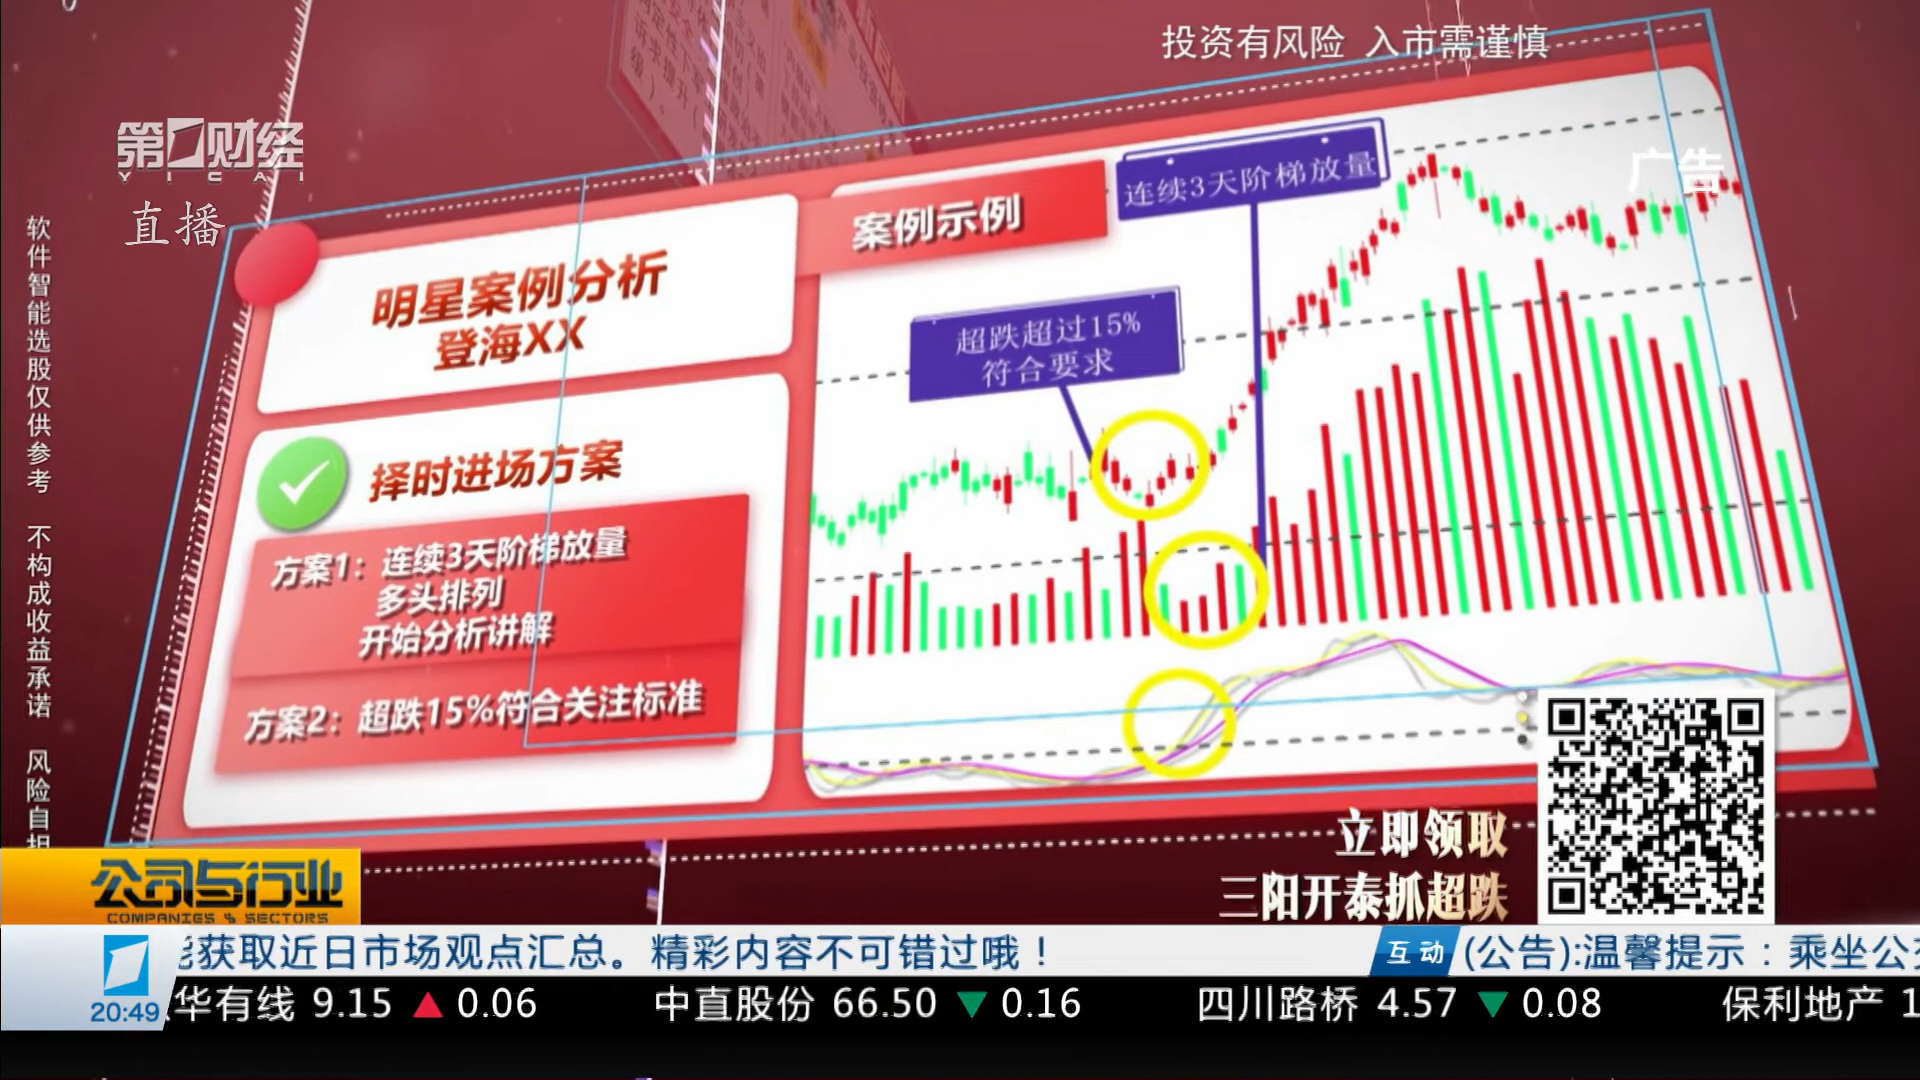 投资有风险 入市需谨慎
第1财经
YICAI
直播
广告
软件智能选股仅供参考 不构成收益承诺 风险自担
明星案例分析
登海XX
择时进场方案
方案1：连续3天阶梯放量
多头排列
开始分析讲解
方案2：超跌15%符合关注标准
案例示例
连续3天阶梯放量
超跌超过15%
符合要求
立即领取
三阳开泰抓超跌
公司与行业
COMPANIES & SECTORS
能获取近日市场观点汇总。精彩内容不可错过哦！
互动
(公告):温馨提示：乘坐公交
20:49
华有线 9.15 ▲ 0.06
中直股份 66.50 ▼ 0.16
四川路桥 4.57 ▼ 0.08
保利地产 1